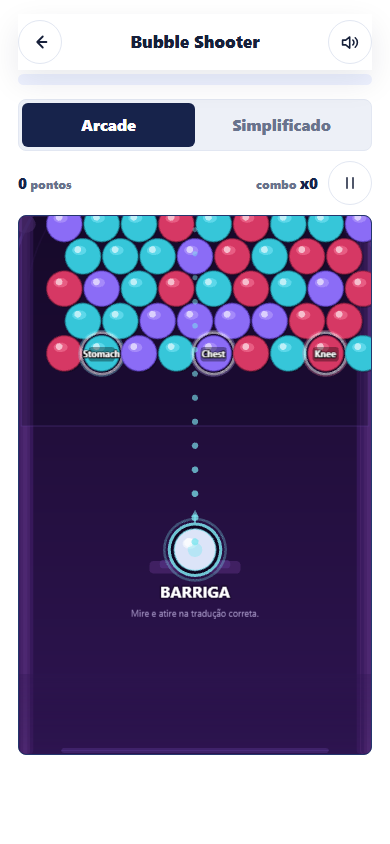 Bubble Shooter
Arcade
Simplificado
0 pontos
combo x0
Stomach
Chest
Knee
BARRIGA
Mire e atire na tradução correta.